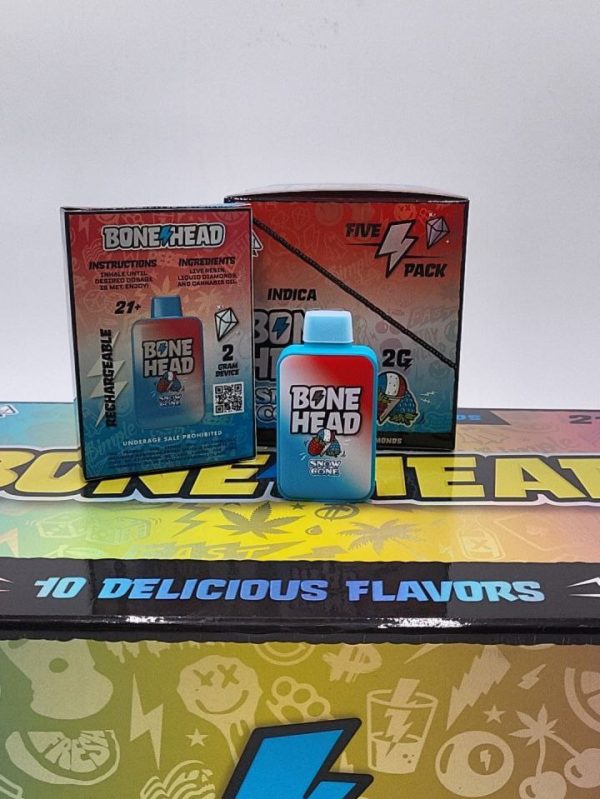 BONE HEAD
INSTRUCTIONS
INHALE UNTIL
DESIRED DOSAGE
IS MET. ENJOY!
INGREDIENTS
LIVE RESIN,
LIQUID DIAMONDS,
AND CANNABIS OIL
21+
RECHARGEABLE
BONE
HEAD
SNOW
CONE
2
GRAM
DEVICE
UNDERAGE SALE PROHIBITED
FIVE
PACK
INDICA
2G
BONE
HEAD
SNOW
CONE
10 DELICIOUS FLAVORS
FRESH